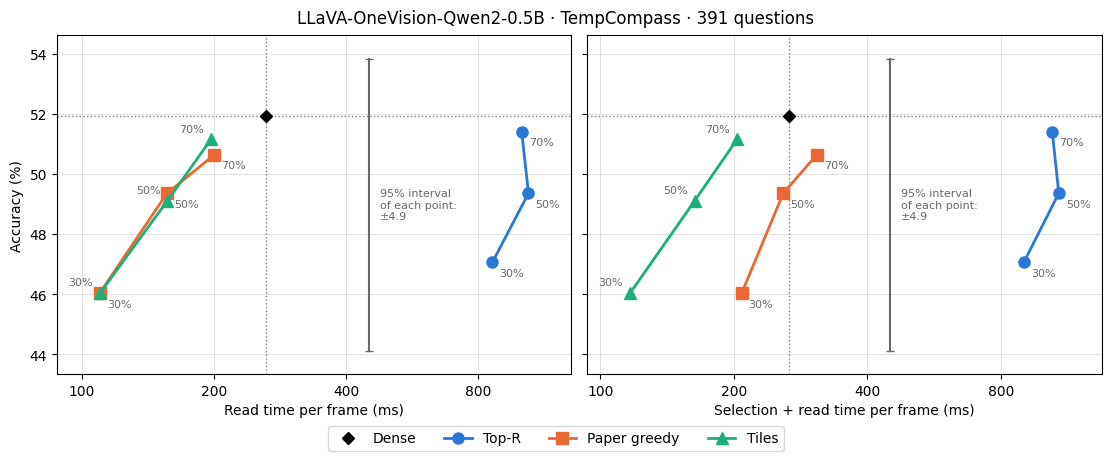 LLaVA-OneVision-Qwen2-0.5B · TempCompass · 391 questions
Accuracy (%)
54
52
50
48
46
44
70%
70%
50%
50%
30%
30%
95% interval
of each point:
±4.9
70%
50%
30%
100
200
400
800
Read time per frame (ms)
70%
70%
50%
50%
30%
30%
95% interval
of each point:
±4.9
70%
50%
30%
100
200
400
800
Selection + read time per frame (ms)
Dense
Top-R
Paper greedy
Tiles